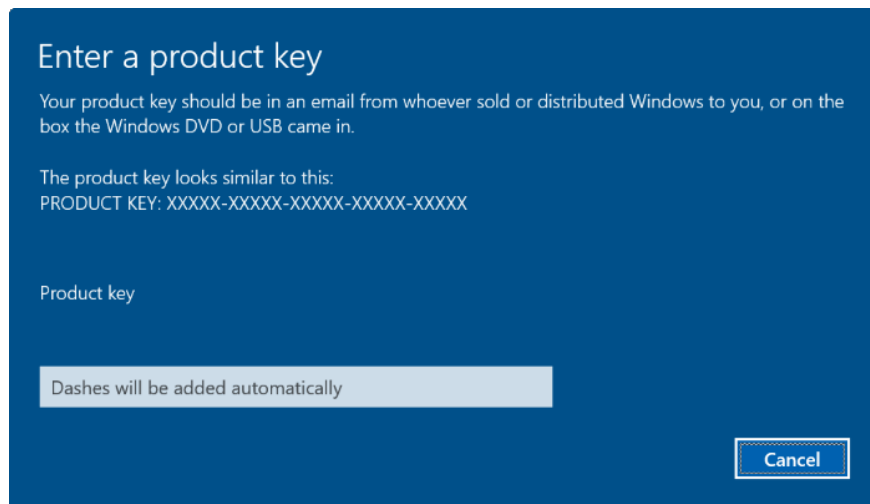 Enter a product key
Your product key should be in an email from whoever sold or distributed Windows to you, or on the
box the Windows DVD or USB came in.
The product key looks similar to this:
PRODUCT KEY: XXXXX-XXXXX-XXXXX-XXXXX-XXXXX
Product key
Dashes will be added automatically
Cancel